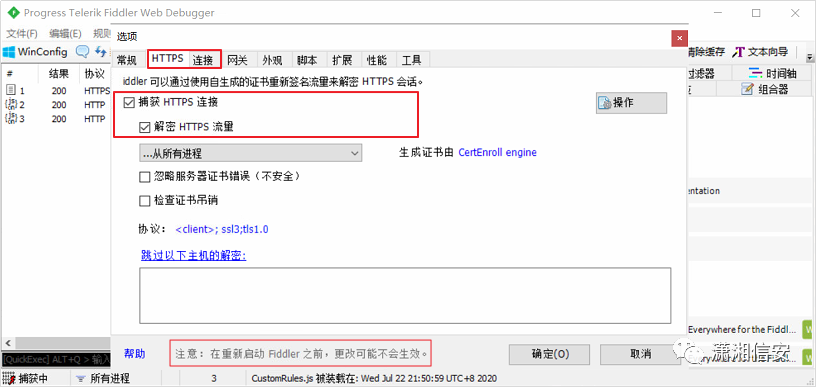 Progress Telerik Fiddler Web Debugger
文件(F) 编辑(E) 规则
选项
WinConfig
清除缓存 文本向导
常规 HTTPS 连接 网关 外观 脚本 扩展 性能 工具
# 结果 协议
过滤器 时间轴
iddler 可以通过使用自生成的证书重新签名流量来解密 HTTPS 会话。
组合器
1 200 HTTPS
2 200 HTTP
3 200 HTTP
捕获 HTTPS 连接
操作
解密 HTTPS 流量
...从所有进程
生成证书由 CertEnroll engine
忽略服务器证书错误（不安全）
entation
检查证书吊销
协议： <client>; ssl3;tls1.0
跳过以下主机的解密:
Everywhere for the Fiddl...
帮助
注意：在重新启动 Fiddler 之前，更改可能不会生效。
确定(O)
取消
[QuickExec] ALT+Q > 输入
潇湘信安
捕获中 所有进程 3 CustomRules.js 被装载在: Wed Jul 22 21:50:59 UTC+8 2020